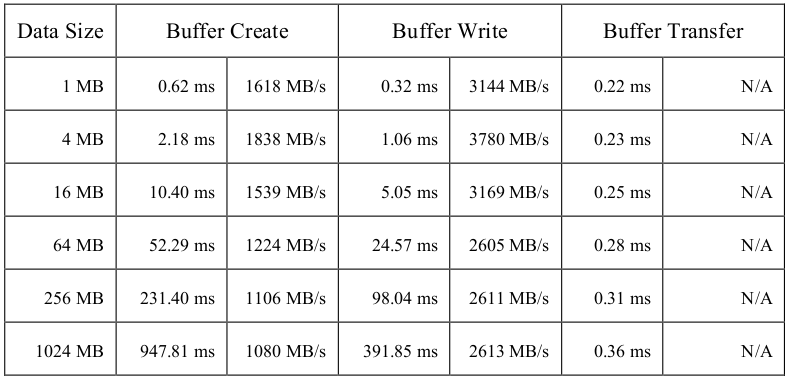 Data Size Buffer Create Buffer Write Buffer Transfer
1 MB 0.62 ms 1618 MB/s 0.32 ms 3144 MB/s 0.22 ms N/A
4 MB 2.18 ms 1838 MB/s 1.06 ms 3780 MB/s 0.23 ms N/A
16 MB 10.40 ms 1539 MB/s 5.05 ms 3169 MB/s 0.25 ms N/A
64 MB 52.29 ms 1224 MB/s 24.57 ms 2605 MB/s 0.28 ms N/A
256 MB 231.40 ms 1106 MB/s 98.04 ms 2611 MB/s 0.31 ms N/A
1024 MB 947.81 ms 1080 MB/s 391.85 ms 2613 MB/s 0.36 ms N/A